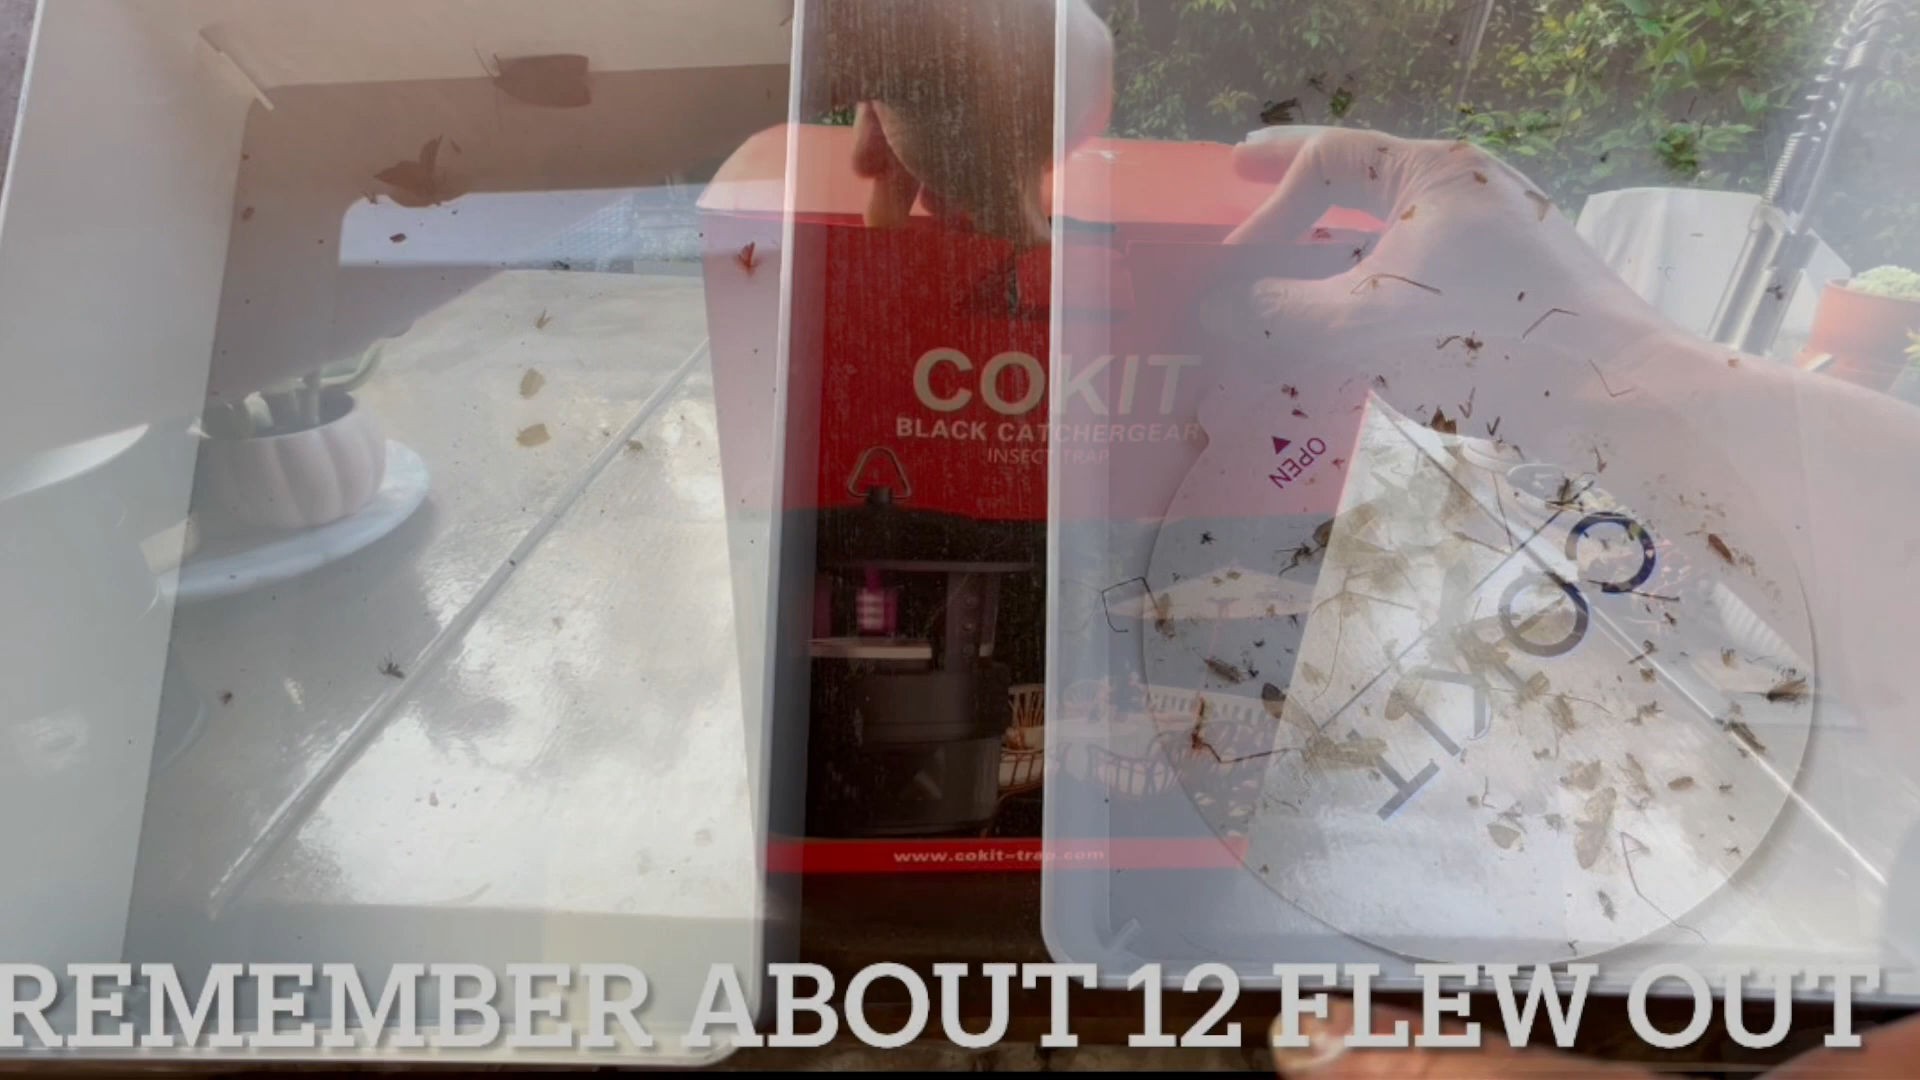 COKIT
BLACK CATCHERGEAR
INSECT TRAP
OPEN
COKIT
www.cokit-trap.com
REMEMBER ABOUT 12 FLEW OUT